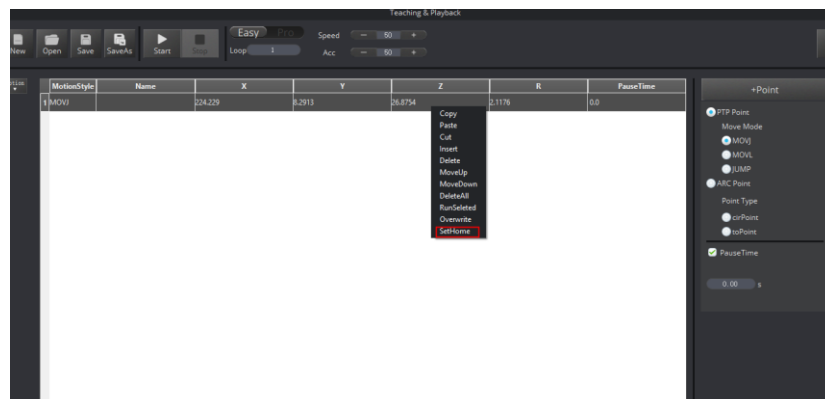 Teaching & Playback
New Open Save SaveAs Start Stop Easy Pro Speed − 50 +
Loop 1 Acc − 50 +
MotionStyle Name X Y Z R PauseTime
1 MOVJ 224.229 8.2913 26.8754 2.1176 0.0
Copy
Paste
Cut
Insert
Delete
MoveUp
MoveDown
DeleteAll
RunSeleted
Overwrite
SetHome
+Point
PTP Point
Move Mode
MOVJ
MOVL
JUMP
ARC Point
Point Type
cirPoint
toPoint
PauseTime
0.00 s